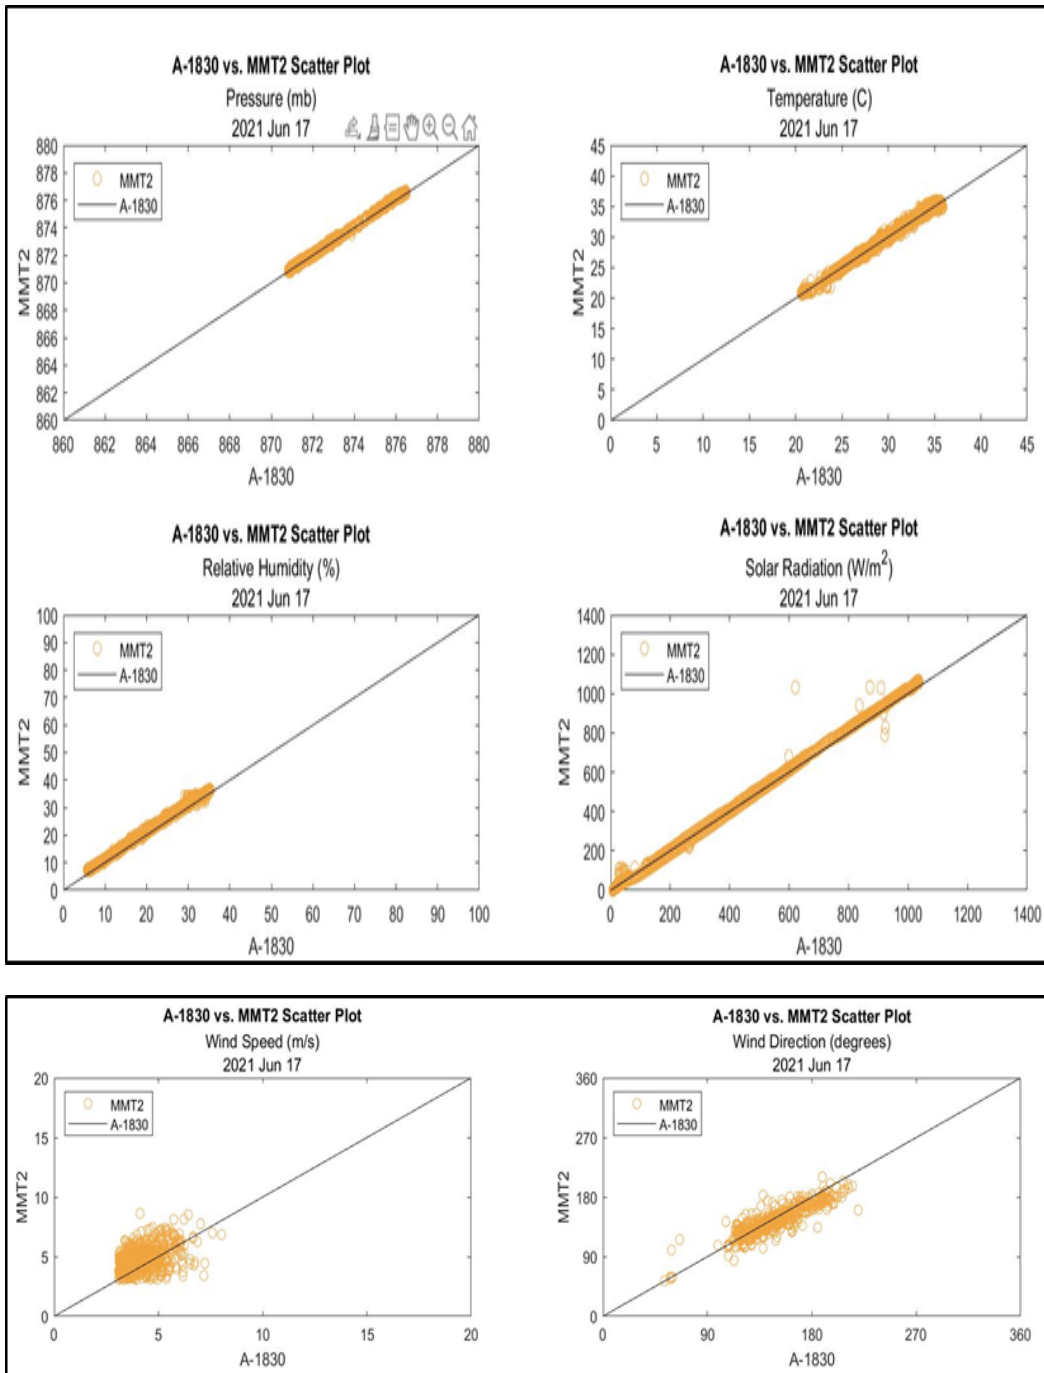 A-1830 vs. MMT2 Scatter Plot
Pressure (mb)
2021 Jun 17
880
878
876
874
872
870
868
866
864
862
860
MMT2
MMT2
A-1830
860 862 864 866 868 870 872 874 876 878 880
A-1830
A-1830 vs. MMT2 Scatter Plot
Temperature (C)
2021 Jun 17
45
40
35
30
25
20
15
10
5
0
MMT2
MMT2
A-1830
0 5 10 15 20 25 30 35 40 45
A-1830
A-1830 vs. MMT2 Scatter Plot
Relative Humidity (%)
2021 Jun 17
100
90
80
70
60
50
40
30
20
10
0
MMT2
MMT2
A-1830
0 10 20 30 40 50 60 70 80 90 100
A-1830
A-1830 vs. MMT2 Scatter Plot
Solar Radiation (W/m²)
2021 Jun 17
1400
1200
1000
800
600
400
200
0
MMT2
MMT2
A-1830
0 200 400 600 800 1000 1200 1400
A-1830
A-1830 vs. MMT2 Scatter Plot
Wind Speed (m/s)
2021 Jun 17
20
15
10
5
0
MMT2
MMT2
A-1830
0 5 10 15 20
A-1830
A-1830 vs. MMT2 Scatter Plot
Wind Direction (degrees)
2021 Jun 17
360
270
180
90
0
MMT2
MMT2
A-1830
0 90 180 270 360
A-1830